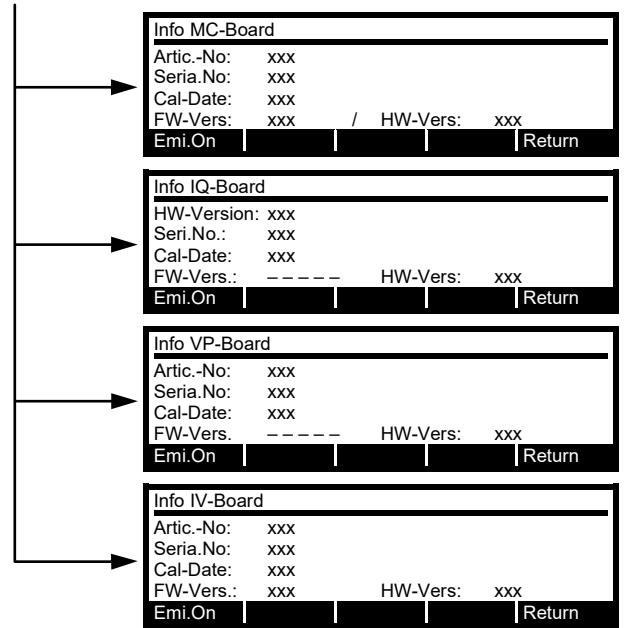 Info MC-Board
Artic.-No: xxx
Seria.No: xxx
Cal-Date: xxx
FW-Vers: xxx / HW-Vers: xxx
Emi.On Return
Info IQ-Board
HW-Version: xxx
Seri.No.: xxx
Cal-Date: xxx
FW-Vers.: – – – – – HW-Vers: xxx
Emi.On Return
Info VP-Board
Artic.-No: xxx
Seria.No: xxx
Cal-Date: xxx
FW-Vers. – – – – – HW-Vers: xxx
Emi.On Return
Info IV-Board
Artic.-No: xxx
Seria.No: xxx
Cal-Date: xxx
FW-Vers.: xxx HW-Vers: xxx
Emi.On Return